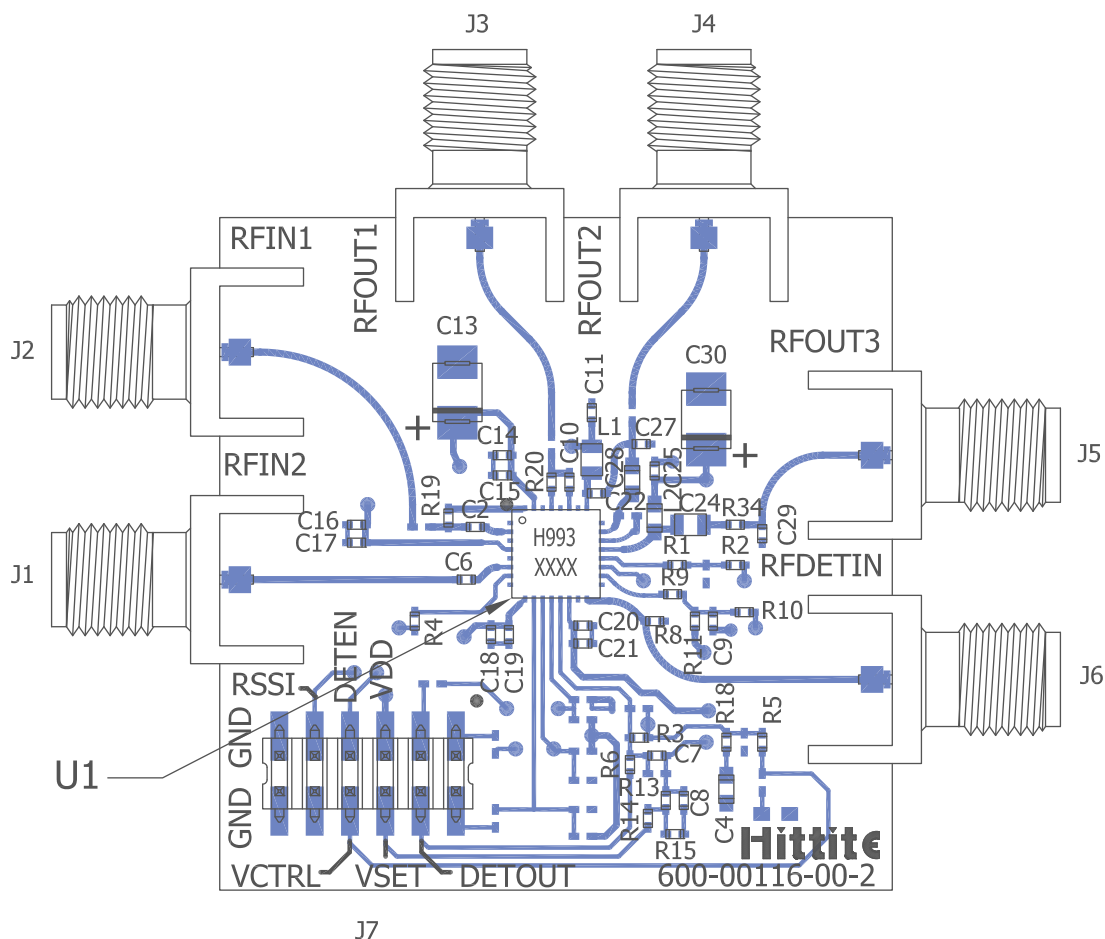 J3
J4
RFIN1
RFOUT1
RFOUT2
C13
C30
RFOUT3
J2
C11
L1
C27
J5
RFIN2
C14
C10
C28
C25
R20
C15
R19
C2
C22
L2
C24
R34
C29
C16
C17
H993
XXXX
R1
R2
RFDETIN
J1
C6
R9
R10
R4
C20
R8
R11
C9
C21
C18
C19
DETEN
VDD
RSSI
J6
R18
R5
R3
C7
R6
GND
U1
R13
C8
C4
R14
GND
R15
Hittite
VCTRL
VSET
DETOUT
600-00116-00-2
J7